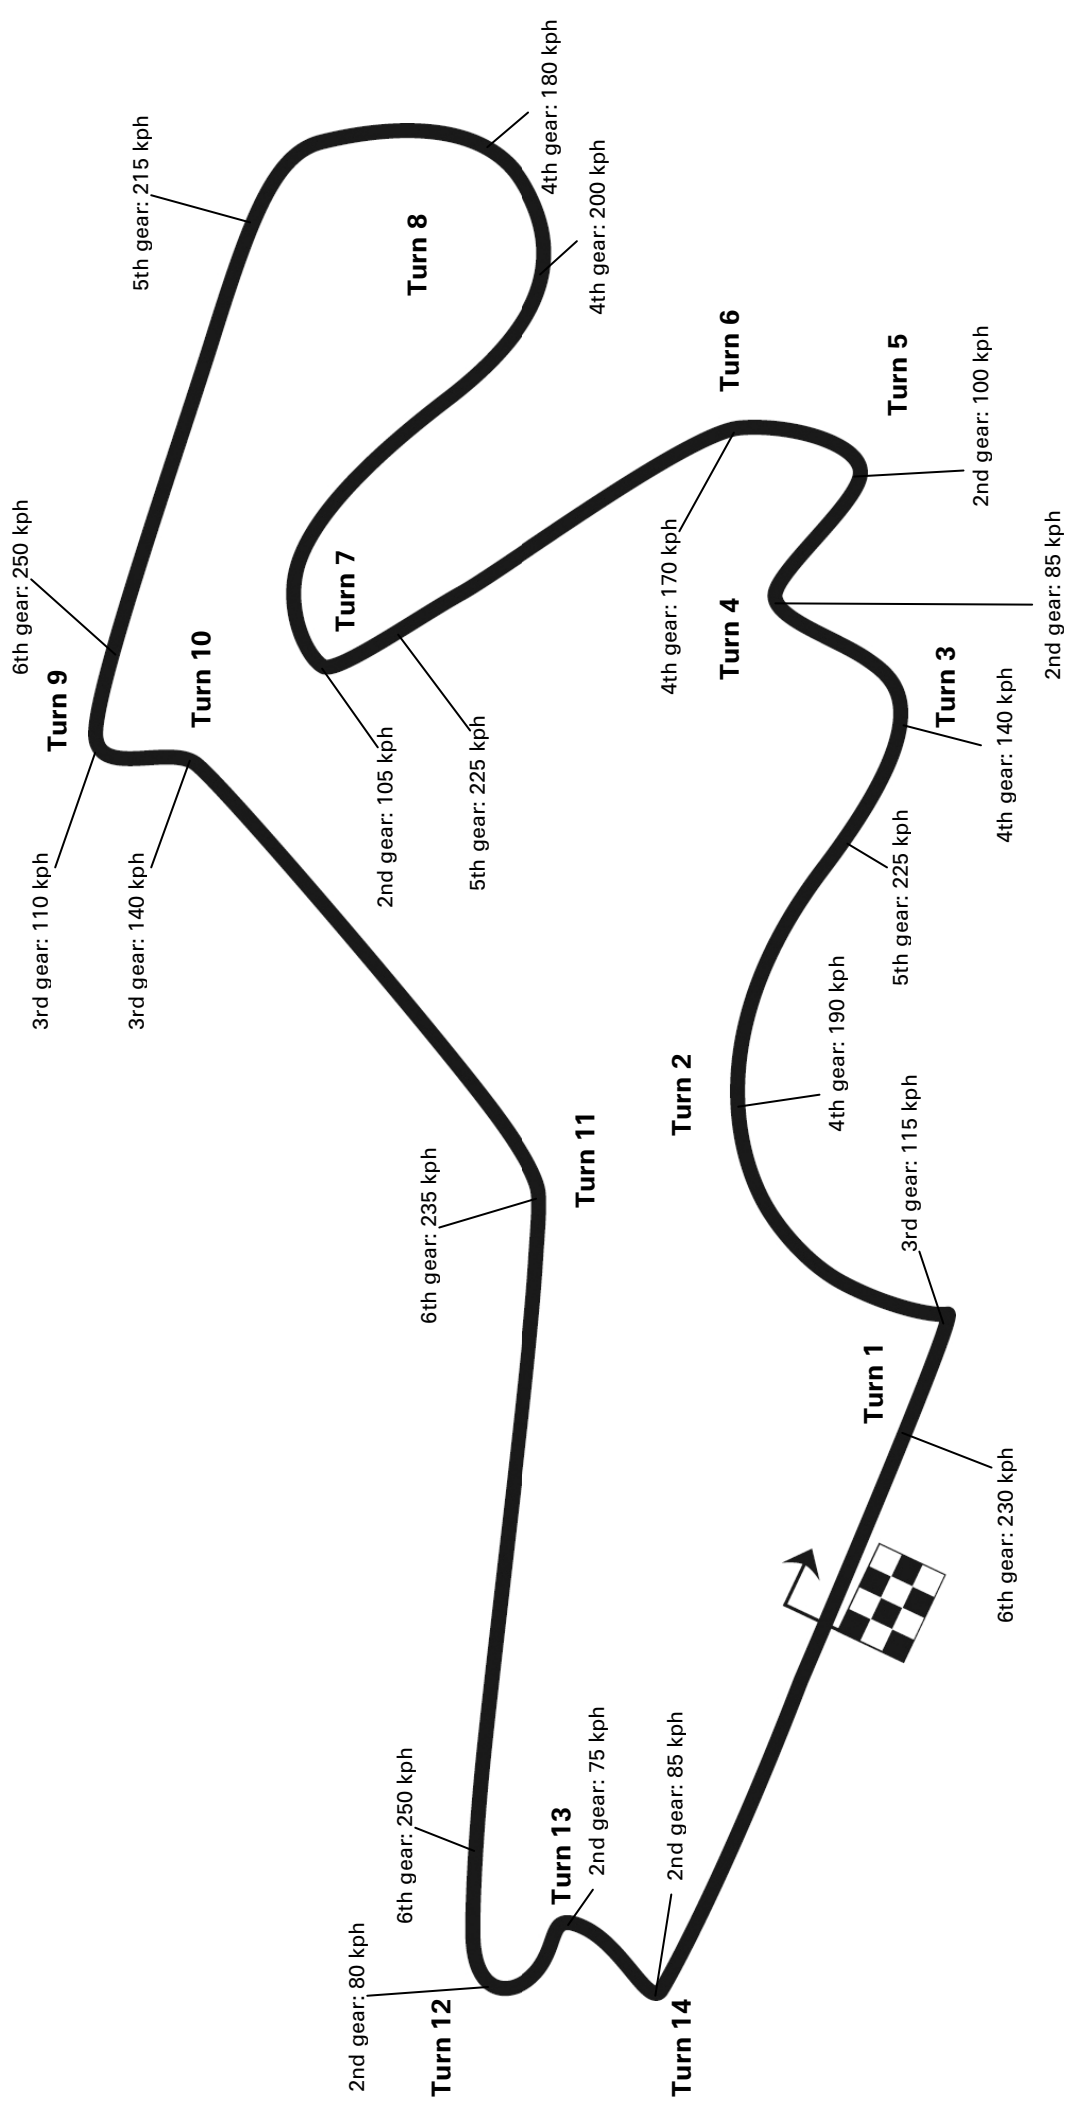 6th gear: 230 kph
Turn 1
3rd gear: 115 kph
Turn 2
4th gear: 190 kph
5th gear: 225 kph
Turn 3
4th gear: 140 kph
Turn 4
2nd gear: 85 kph
Turn 5
2nd gear: 100 kph
Turn 6
4th gear: 170 kph
5th gear: 225 kph
Turn 7
2nd gear: 105 kph
Turn 8
4th gear: 200 kph
4th gear: 180 kph
5th gear: 215 kph
6th gear: 250 kph
Turn 9
3rd gear: 110 kph
Turn 10
3rd gear: 140 kph
Turn 11
6th gear: 235 kph
6th gear: 250 kph
Turn 12
2nd gear: 80 kph
Turn 13
2nd gear: 75 kph
Turn 14
2nd gear: 85 kph